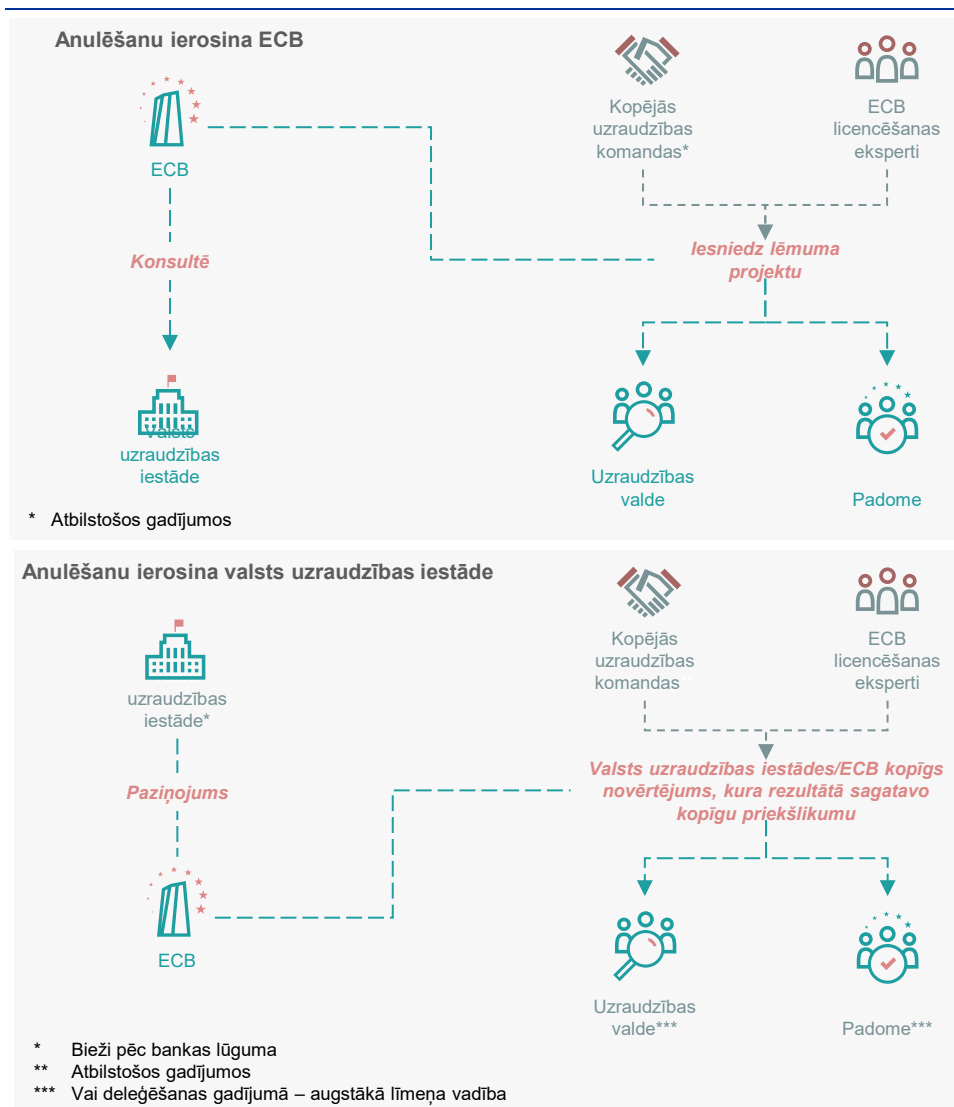 Anulēšanu ierosina ECB
ECB
Konsultē
Valsts
uzraudzības
iestāde
Kopējās
uzraudzības
komandas*
ECB
licencēšanas
eksperti
Iesniedz lēmuma
projektu
Uzraudzības
valde
Padome
* Atbilstošos gadījumos
Anulēšanu ierosina valsts uzraudzības iestāde
uzraudzības
iestāde*
Paziņojums
ECB
Kopējās
uzraudzības
komandas**
ECB
licencēšanas
eksperti
Valsts uzraudzības iestādes/ECB kopīgs
novērtējums, kura rezultātā sagatavo
kopīgu priekšlikumu
Uzraudzības
valde***
Padome***
* Bieži pēc bankas lūguma
** Atbilstošos gadījumos
*** Vai deleģēšanas gadījumā – augstākā līmeņa vadība